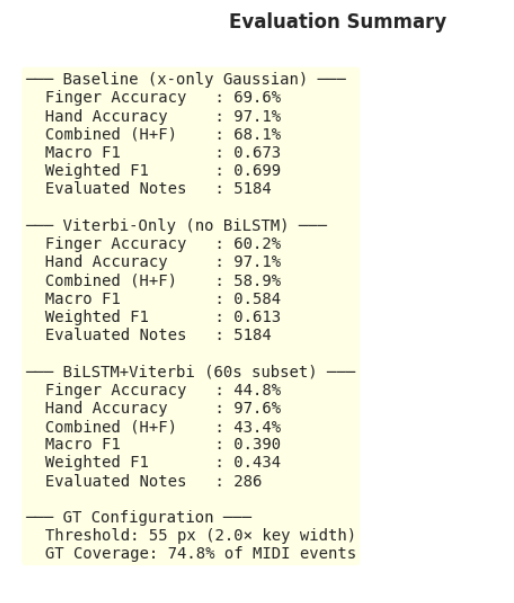 Evaluation Summary
─── Baseline (x-only Gaussian) ───
Finger Accuracy : 69.6%
Hand Accuracy : 97.1%
Combined (H+F) : 68.1%
Macro F1 : 0.673
Weighted F1 : 0.699
Evaluated Notes : 5184
─── Viterbi-Only (no BiLSTM) ───
Finger Accuracy : 60.2%
Hand Accuracy : 97.1%
Combined (H+F) : 58.9%
Macro F1 : 0.584
Weighted F1 : 0.613
Evaluated Notes : 5184
─── BiLSTM+Viterbi (60s subset) ───
Finger Accuracy : 44.8%
Hand Accuracy : 97.6%
Combined (H+F) : 43.4%
Macro F1 : 0.390
Weighted F1 : 0.434
Evaluated Notes : 286
─── GT Configuration ───
Threshold: 55 px (2.0× key width)
GT Coverage: 74.8% of MIDI events